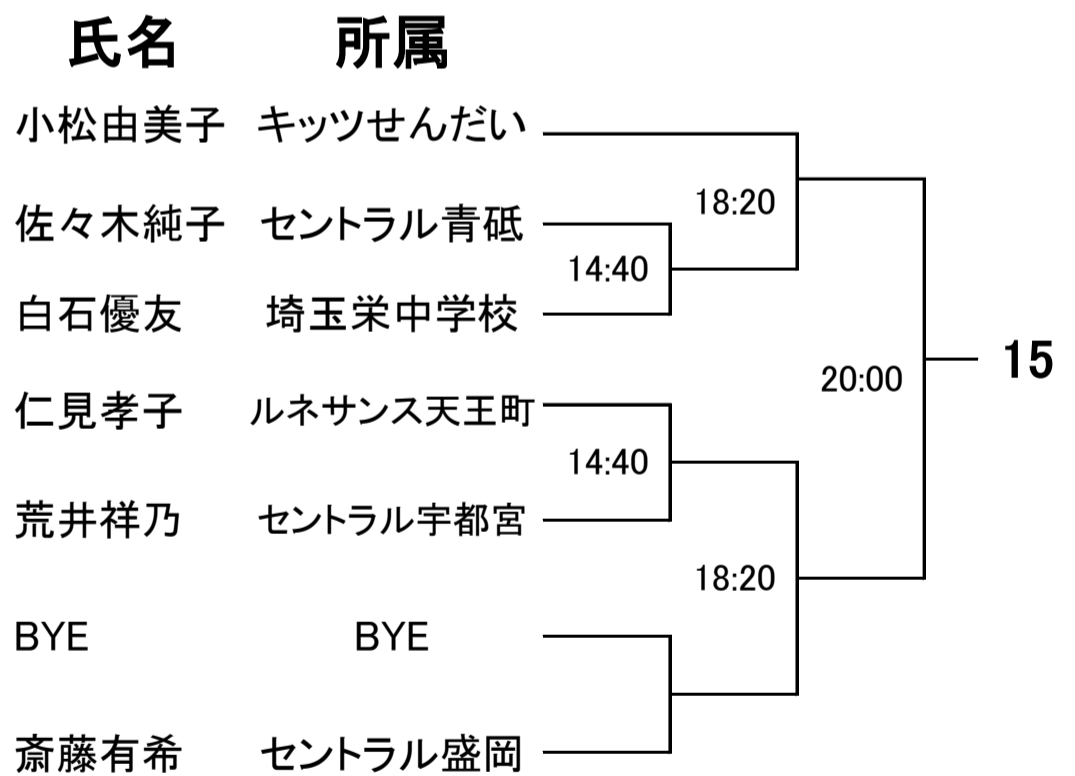 氏名 所属
小松由美子 キッツせんだい
18:20
佐々木純子 セントラル青砥
14:40
白石優友 埼玉栄中学校
15
20:00
仁見孝子 ルネサンス天王町
14:40
荒井祥乃 セントラル宇都宮
18:20
BYE BYE
斎藤有希 セントラル盛岡